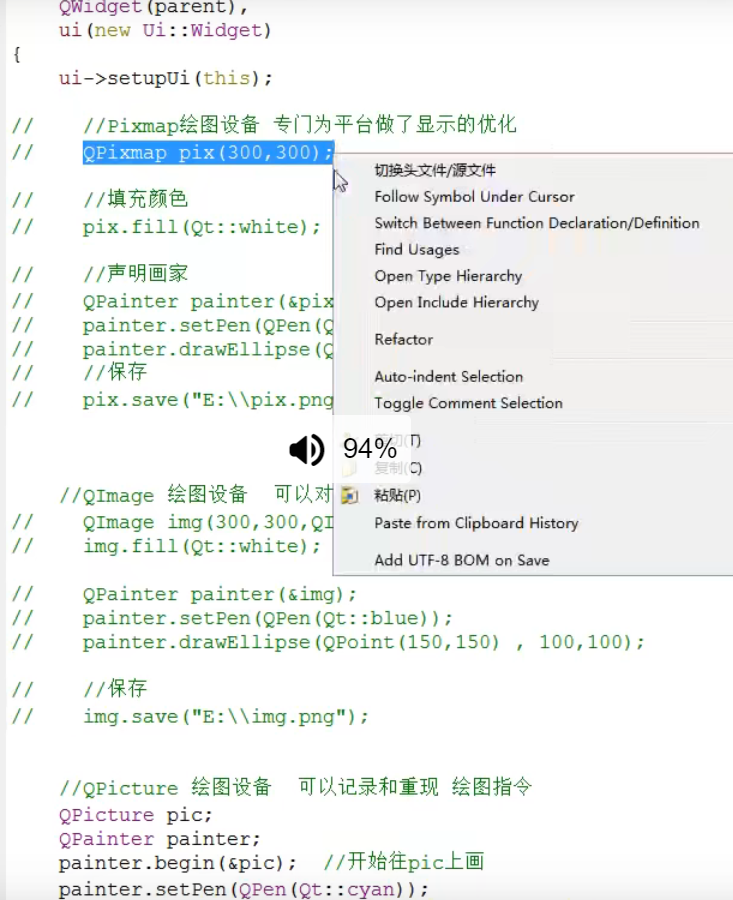 QWidget(parent),
ui(new Ui::Widget)
{
ui->setupUi(this);
// //Pixmap绘图设备 专门为平台做了显示的优化
// QPixmap pix(300,300);
切换头文件/源文件
// //填充颜色
Follow Symbol Under Cursor
// pix.fill(Qt::white);
Switch Between Function Declaration/Definition
Find Usages
// //声明画家
Open Type Hierarchy
// QPainter painter(&pix
Open Include Hierarchy
// painter.setPen(QPen(Q
Refactor
// painter.drawEllipse(Q
// //保存
Auto-indent Selection
// pix.save("E:\\pix.png
Toggle Comment Selection
剪切(T)
94%
复制(C)
//QImage 绘图设备 可以对
粘贴(P)
// QImage img(300,300,QI
Paste from Clipboard History
// img.fill(Qt::white);
Add UTF-8 BOM on Save
// QPainter painter(&img);
// painter.setPen(QPen(Qt::blue));
// painter.drawEllipse(QPoint(150,150) , 100,100);
// //保存
// img.save("E:\\img.png");
//QPicture 绘图设备 可以记录和重现 绘图指令
QPicture pic;
QPainter painter;
painter.begin(&pic); //开始往pic上画
painter.setPen(QPen(Qt::cyan));